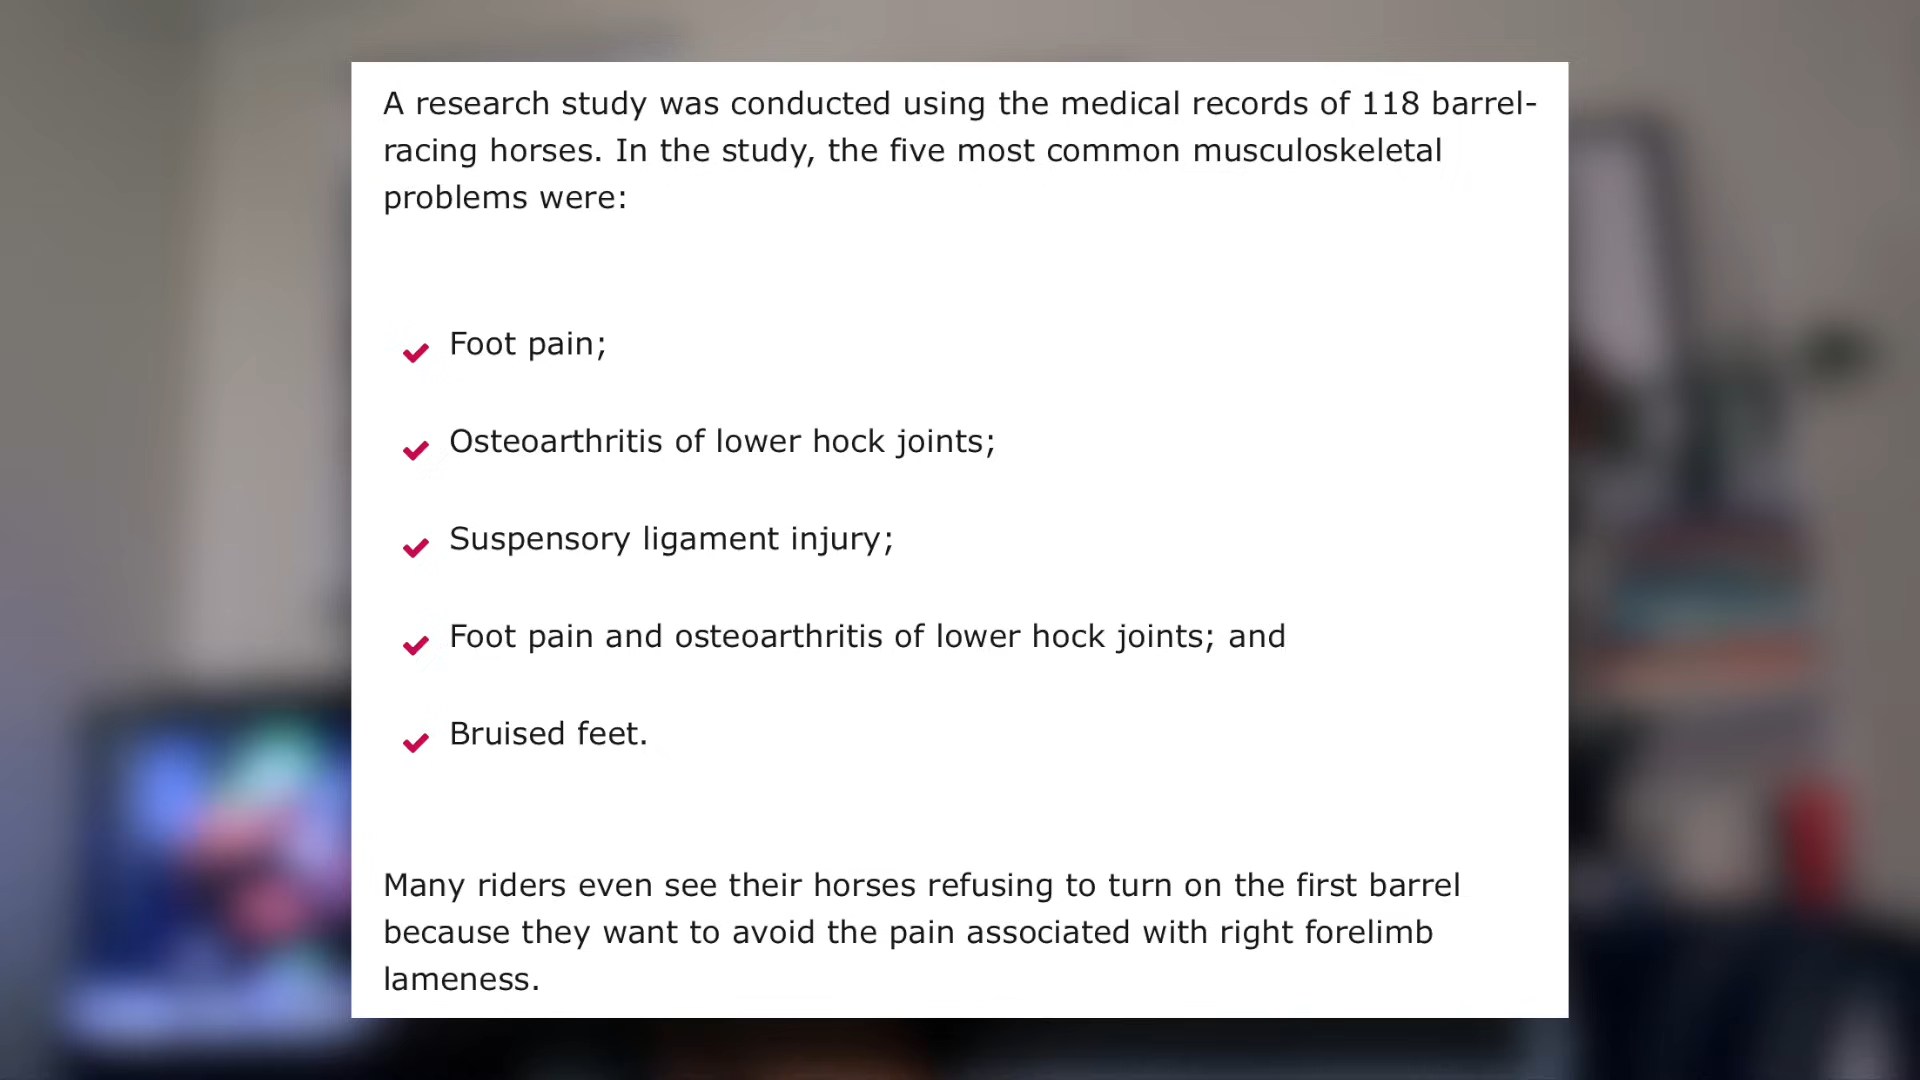 A research study was conducted using the medical records of 118 barrel-
racing horses. In the study, the five most common musculoskeletal
problems were:
Foot pain;
Osteoarthritis of lower hock joints;
Suspensory ligament injury;
Foot pain and osteoarthritis of lower hock joints; and
Bruised feet.
Many riders even see their horses refusing to turn on the first barrel
because they want to avoid the pain associated with right forelimb
lameness.